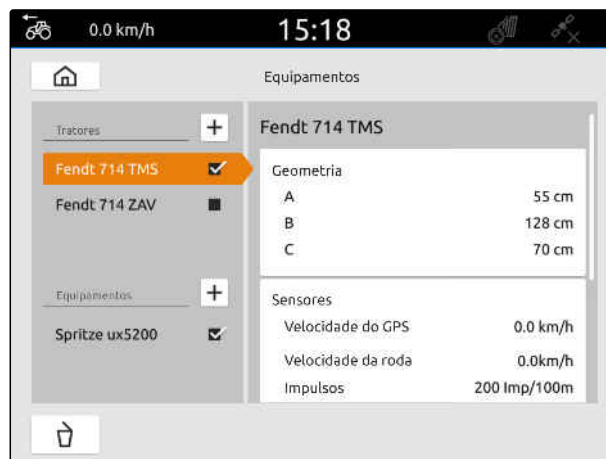 0.0 km/h
15:18
Equipamentos
Tratores
+
Fendt 714 TMS
Fendt 714 ZAV
Equipamentos
+
Spritze ux5200
Fendt 714 TMS
Geometria
A 55 cm
B 128 cm
C 70 cm
Sensores
Velocidade do GPS 0.0 km/h
Velocidade da roda 0.0km/h
Impulsos 200 Imp/100m